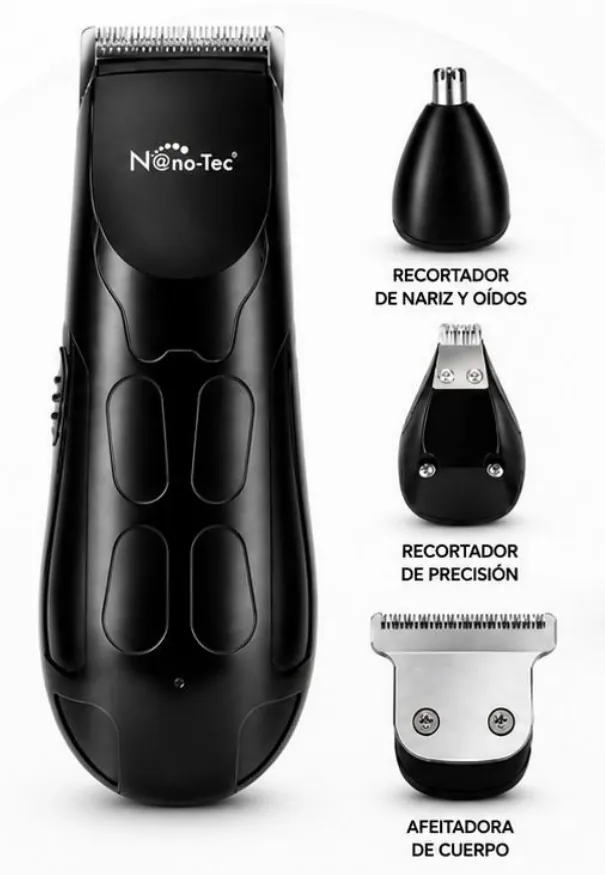 N@no-Tec®
RECORTADOR
DE NARIZ Y OÍDOS
RECORTADOR
DE PRECISIÓN
AFEITADORA
DE CUERPO